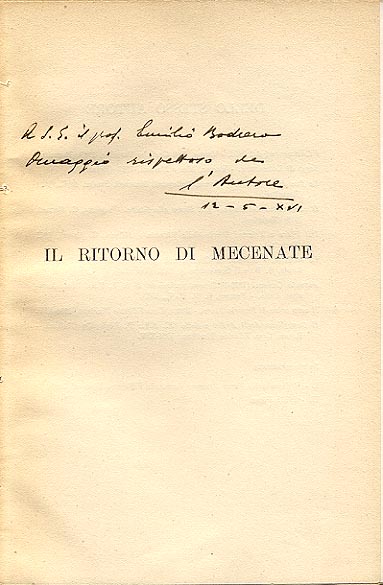 A S. E. il prof. Emilio Bodrero
Omaggio rispettoso de
l'Autore
12-5-XVI
IL RITORNO DI MECENATE